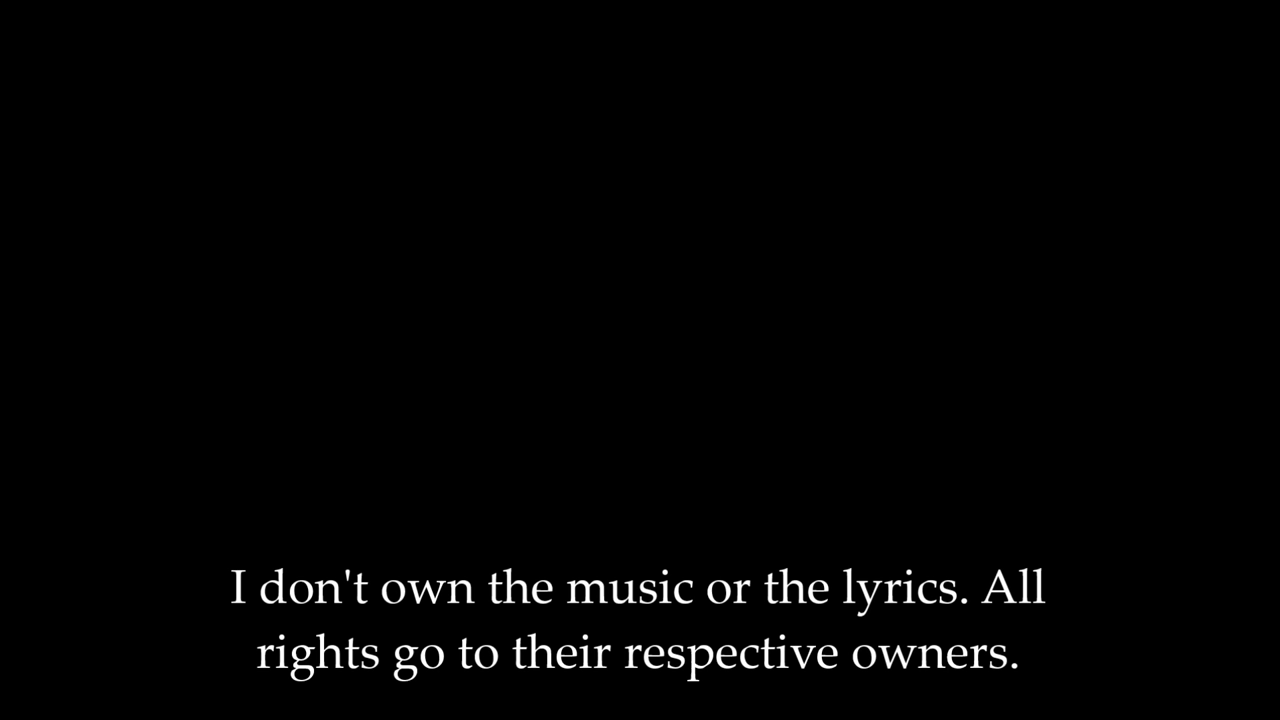 I don't own the music or the lyrics. All
rights go to their respective owners.